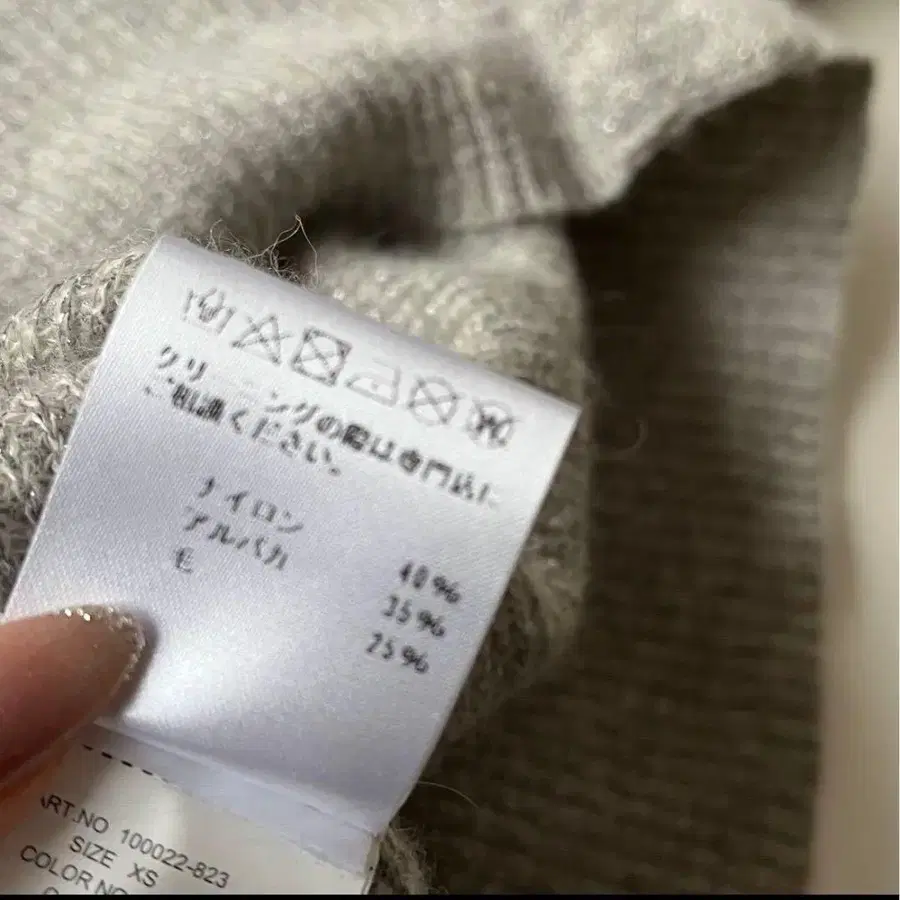 クリーニングの際は専門店に
ご相談ください。
ナイロン 40%
アルパカ 35%
毛 25%
ART.NO 100022-823
SIZE XS
COLOR NO